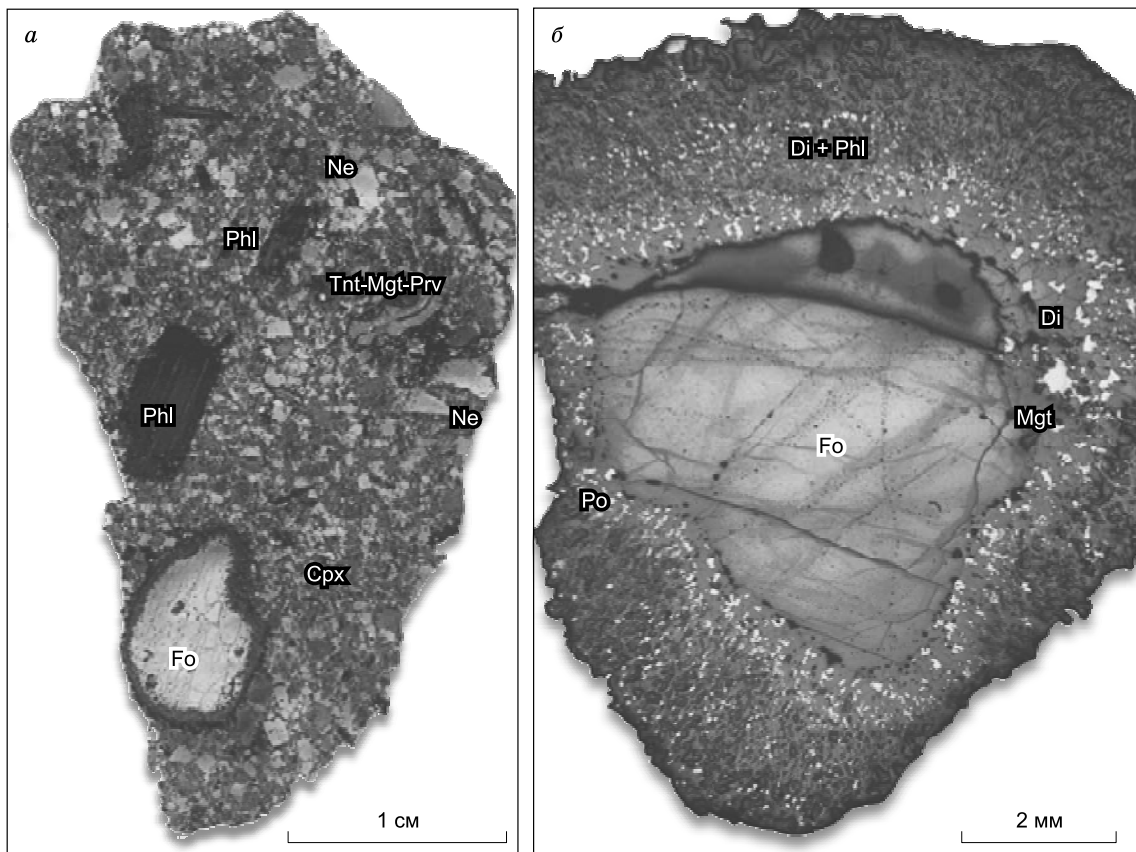 а
Ne
Phl
Tnt-Mgt-Prv
Phl
Ne
Cpx
Fo
1 см
б
Di + Phl
Di
Mgt
Fo
Po
2 мм